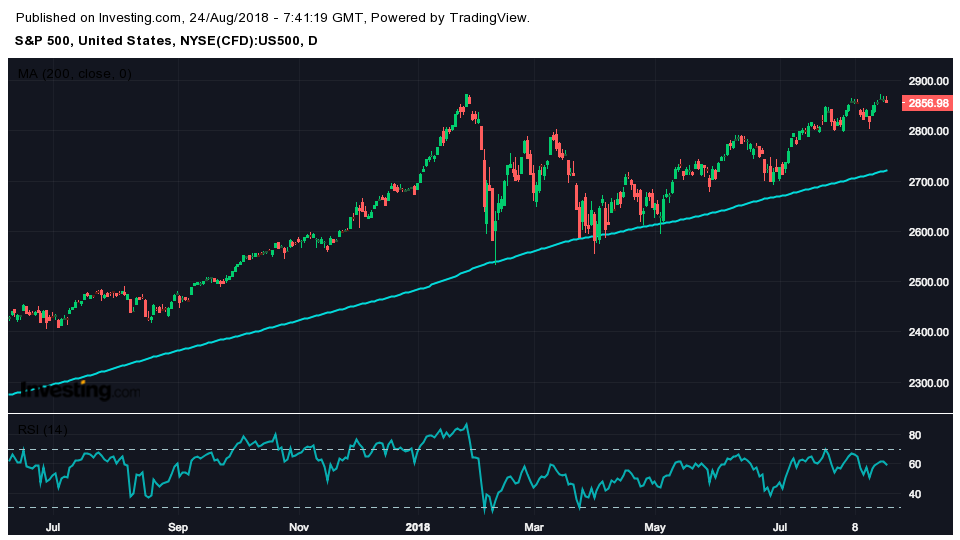 Published on Investing.com, 24/Aug/2018 - 7:41:19 GMT, Powered by TradingView.
S&P 500, United States, NYSE(CFD):US500, D
MA (200, close, 0)
2900.00
2856.98
2800.00
2700.00
2600.00
2500.00
2400.00
2300.00
Investing.com
RSI (14)
80
60
40
Jul Sep Nov 2018 Mar May Jul 8